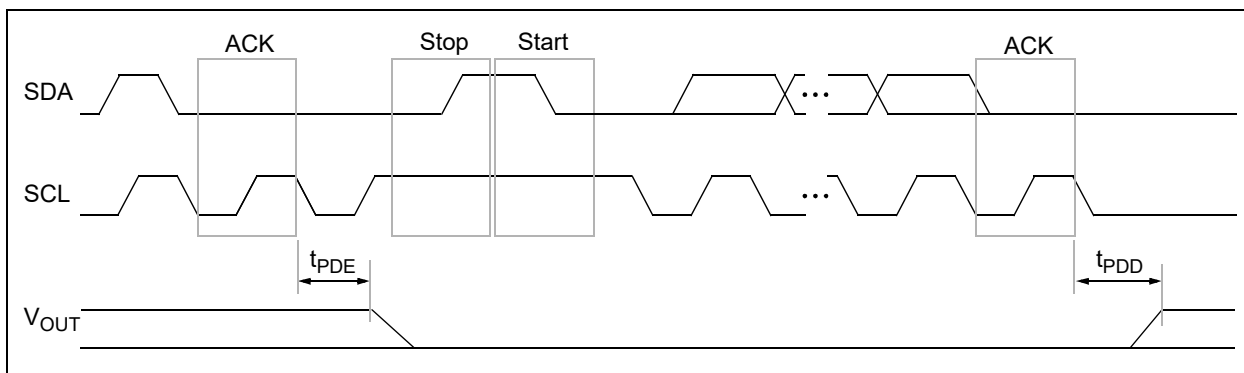 ACK Stop Start ACK
SDA ...
SCL ...
tPDE tPDD
VOUT